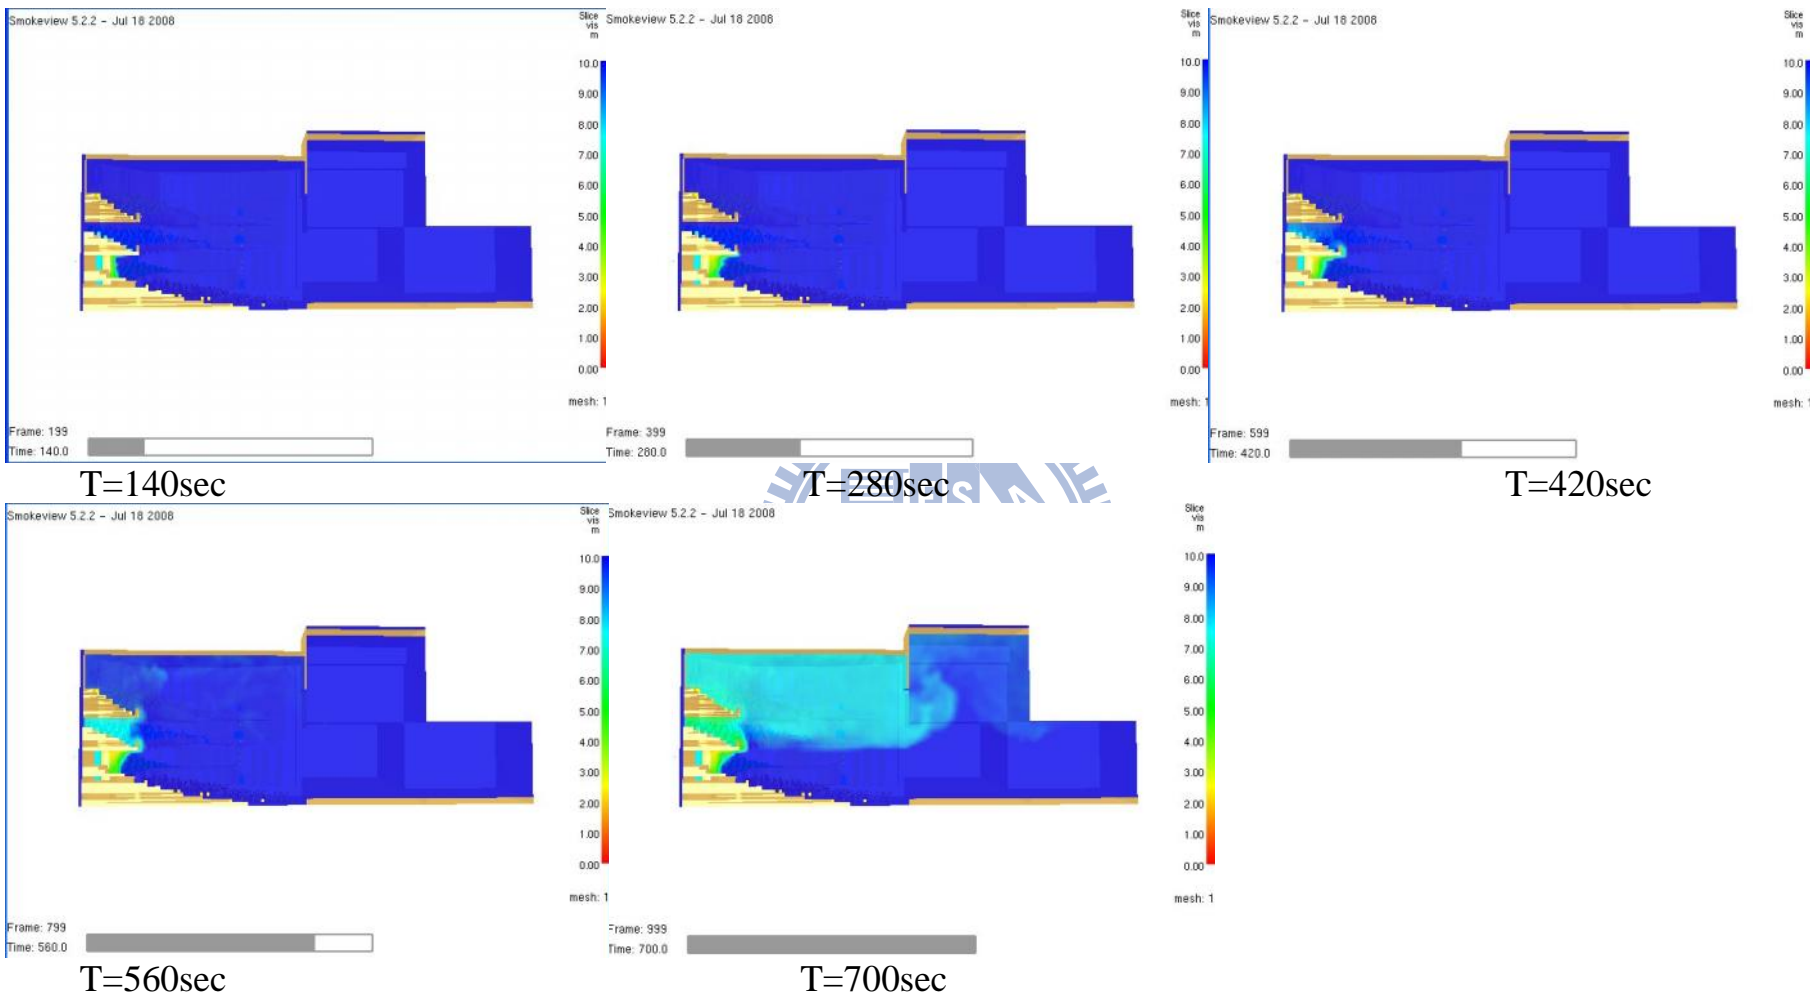 Smokeview 5.2.2 - Jul 18 2008
Slice
vis
m
10.0
9.00
8.00
7.00
6.00
5.00
4.00
3.00
2.00
1.00
0.00
mesh: 1
Frame: 199
Time: 140.0
T=140sec
Smokeview 5.2.2 - Jul 18 2008
Slice
vis
m
10.0
9.00
8.00
7.00
6.00
5.00
4.00
3.00
2.00
1.00
0.00
mesh: 1
Frame: 399
Time: 280.0
T=280sec
Smokeview 5.2.2 - Jul 18 2008
Slice
vis
m
10.0
9.00
8.00
7.00
6.00
5.00
4.00
3.00
2.00
1.00
0.00
mesh: 1
Frame: 599
Time: 420.0
T=420sec
Smokeview 5.2.2 - Jul 18 2008
Slice
vis
m
10.0
9.00
8.00
7.00
6.00
5.00
4.00
3.00
2.00
1.00
0.00
mesh: 1
Frame: 799
Time: 560.0
T=560sec
Smokeview 5.2.2 - Jul 18 2008
Slice
vis
m
10.0
9.00
8.00
7.00
6.00
5.00
4.00
3.00
2.00
1.00
0.00
mesh: 1
Frame: 999
Time: 700.0
T=700sec